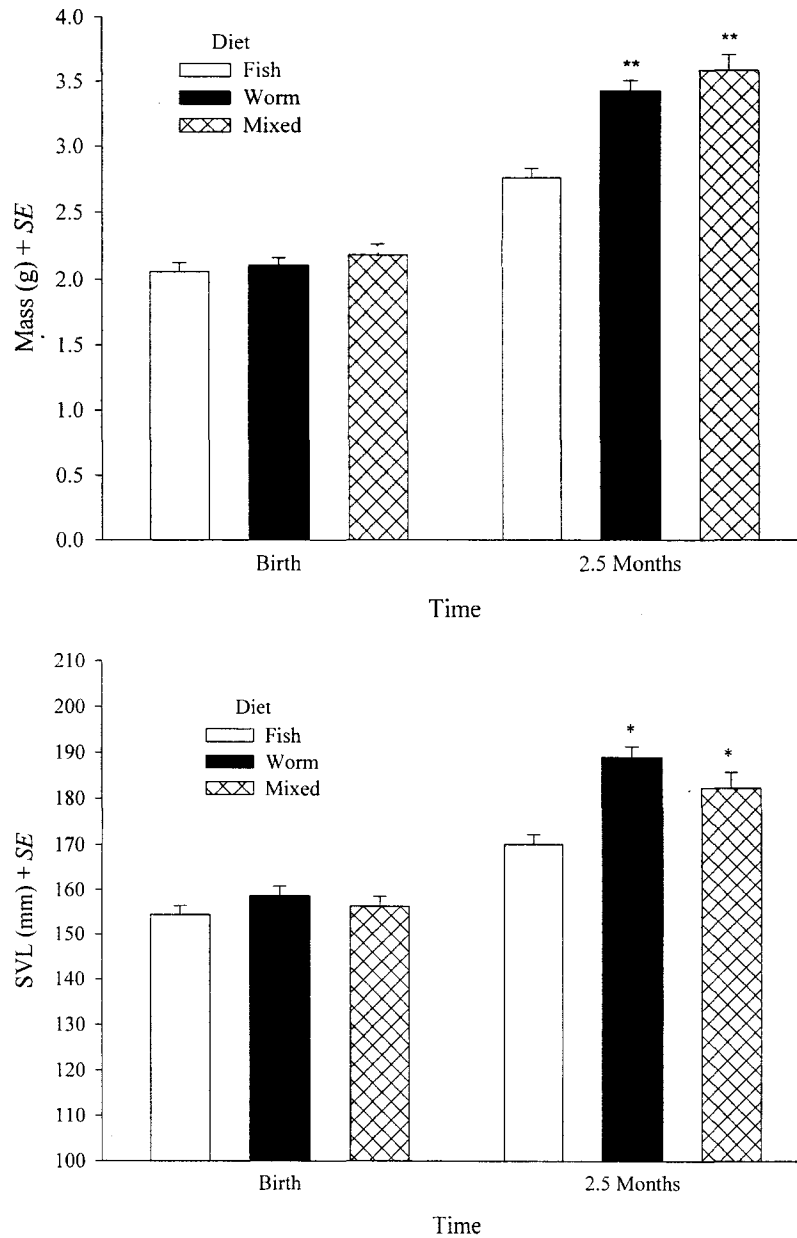 4.0
3.5
3.0
2.5
2.0
1.5
1.0
0.5
0.0
Mass (g) + SE
Diet
Fish
Worm
Mixed
**
**
Birth
2.5 Months
Time
210
200
190
180
170
160
150
140
130
120
110
100
SVL (mm) + SE
Diet
Fish
Worm
Mixed
*
*
Birth
2.5 Months
Time